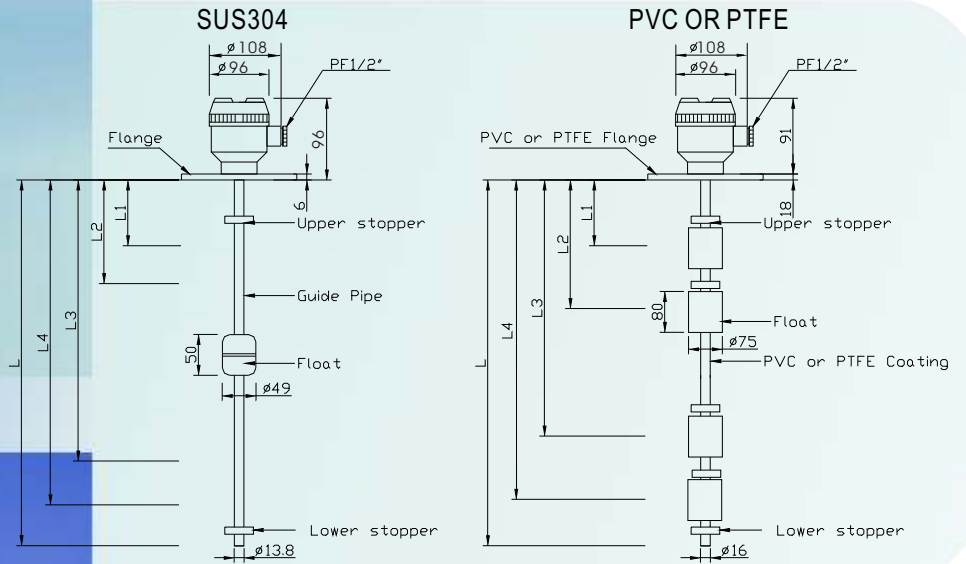 SUS304
ø108
ø96
PF1/2"
96
Flange
6
L1
L2
L3
L4
L
Upper stopper
Guide Pipe
50
Float
ø49
Lower stopper
ø13.8
PVC OR PTFE
ø108
ø96
PF1/2"
91
PVC or PTFE Flange
18
L1
L2
L3
L4
L
Upper stopper
80
Float
ø75
PVC or PTFE Coating
Lower stopper
ø16